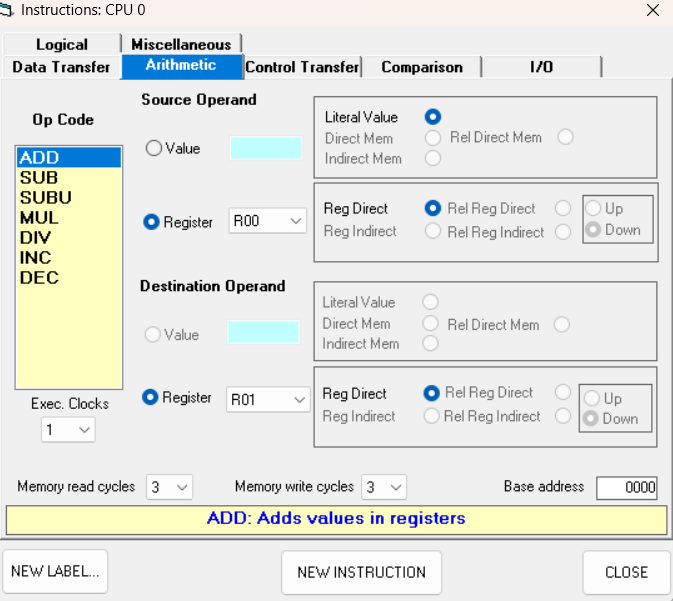 Instructions: CPU 0
Logical Miscellaneous
Data Transfer Arithmetic Control Transfer Comparison I/O
Op Code
ADD
SUB
SUBU
MUL
DIV
INC
DEC
Exec. Clocks
1
Source Operand
Value
Literal Value
Direct Mem Rel Direct Mem
Indirect Mem
Register R00
Reg Direct Rel Reg Direct Up
Reg Indirect Rel Reg Indirect Down
Destination Operand
Value
Literal Value
Direct Mem Rel Direct Mem
Indirect Mem
Register R01
Reg Direct Rel Reg Direct Up
Reg Indirect Rel Reg Indirect Down
Memory read cycles 3 Memory write cycles 3 Base address 0000
ADD: Adds values in registers
NEW LABEL... NEW INSTRUCTION CLOSE